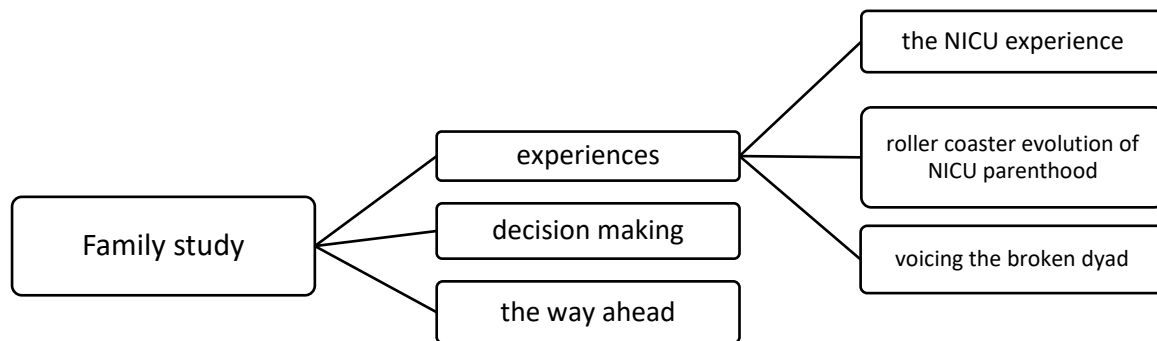 Family study
experiences
decision making
the way ahead
the NICU experience
roller coaster evolution of
NICU parenthood
voicing the broken dyad